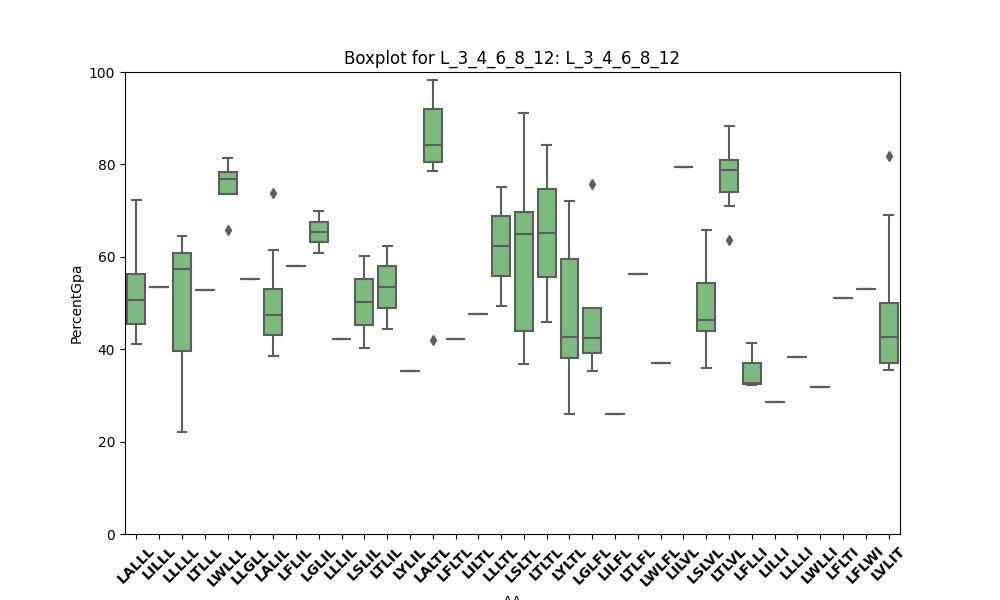 Boxplot for L_3_4_6_8_12: L_3_4_6_8_12
100
80
60
40
20
0
PercentGpa
LALLL
LILLL
LLLLL
LTLLL
LWLLL
LLGLL
LALIL
LFLIL
LGLIL
LLLIL
LSLIL
LTLIL
LYLIL
LALTL
LFLTL
LILTL
LLLTL
LSLTL
LTLTL
LYLTL
LGLFL
LILFL
LTLFL
LWLFL
LILVL
LSLVL
LTLVL
LFLLI
LILLI
LLLLI
LWLLI
LFLTI
LFLWI
LVLIT
AA